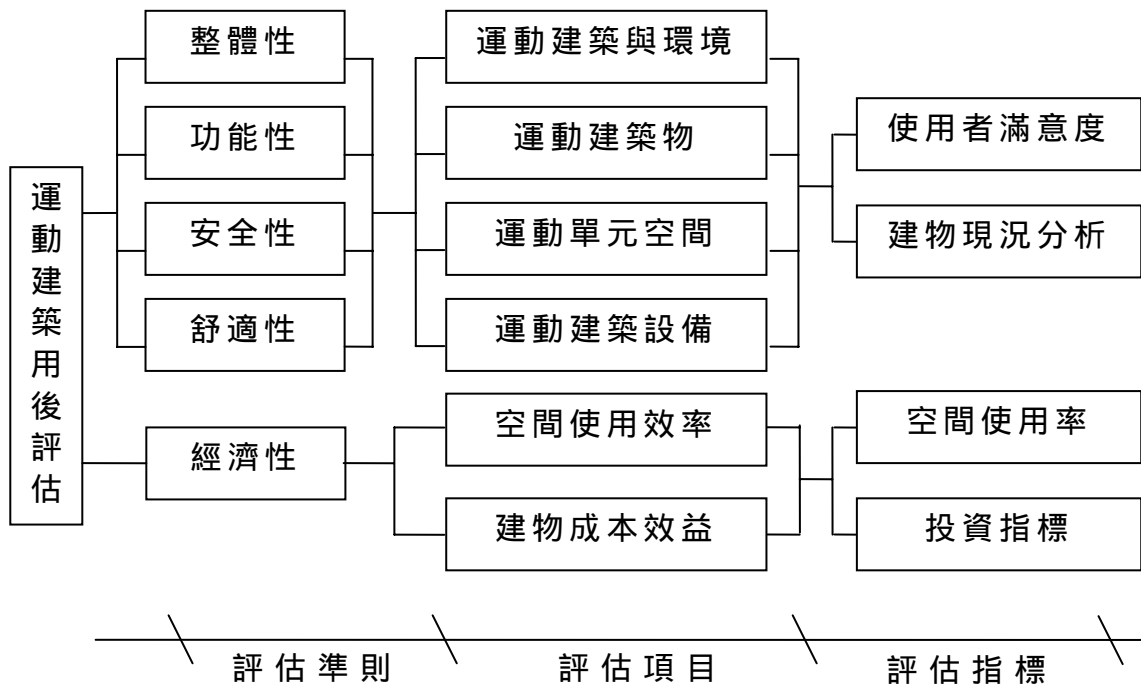 運動建築用後評估
整體性
功能性
安全性
舒適性
經濟性
運動建築與環境
運動建築物
運動單元空間
運動建築設備
空間使用效率
建物成本效益
使用者滿意度
建物現況分析
空間使用率
投資指標
評估準則
評估項目
評估指標